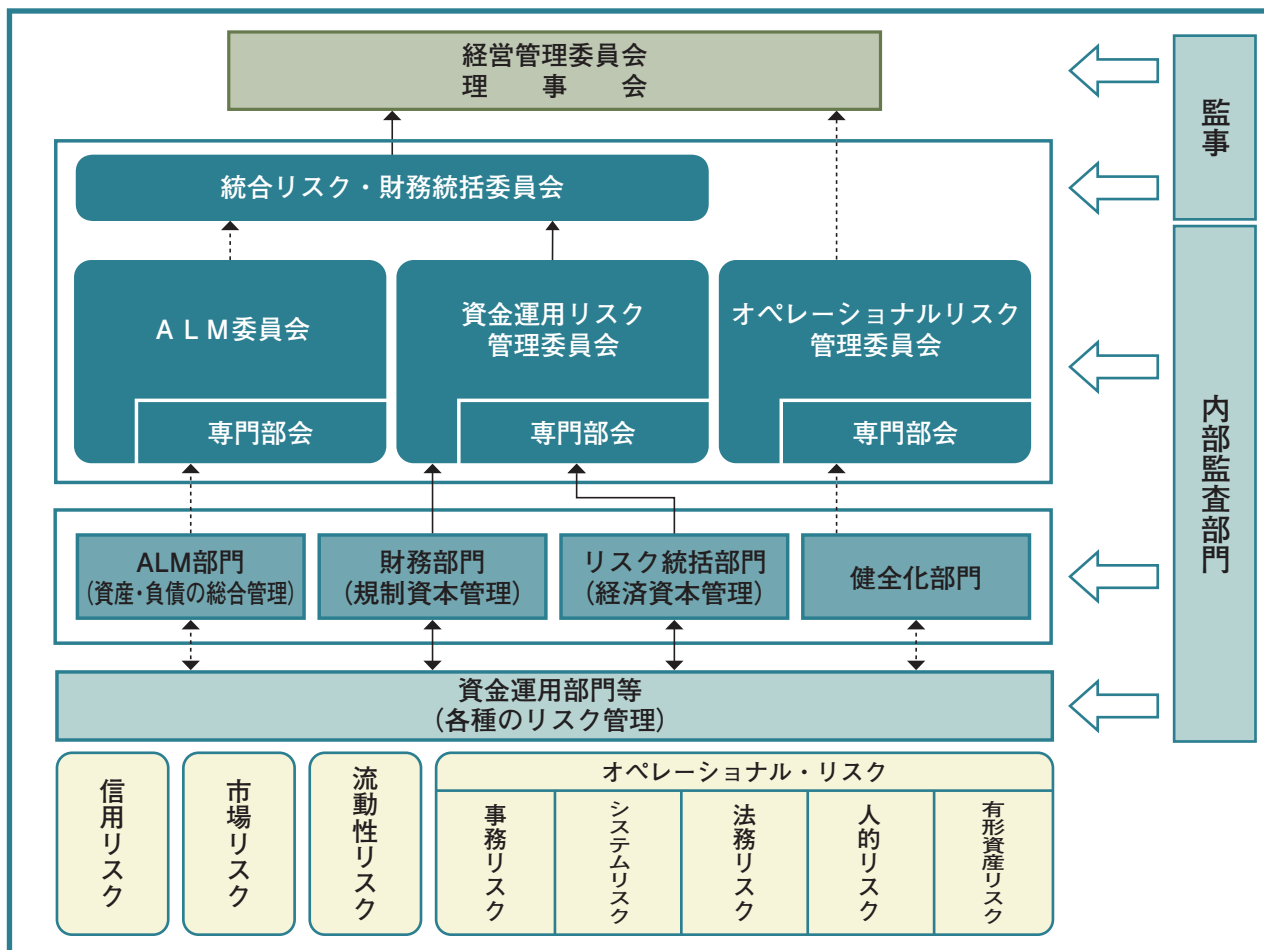 経営管理委員会
理事会
監事
統合リスク・財務統括委員会
ＡＬＭ委員会
資金運用リスク
管理委員会
オペレーショナルリスク
管理委員会
専門部会
専門部会
専門部会
内部監査部門
ALM部門
(資産・負債の総合管理)
財務部門
(規制資本管理)
リスク統括部門
(経済資本管理)
健全化部門
資金運用部門等
(各種のリスク管理)
信用リスク
市場リスク
流動性リスク
オペレーショナル・リスク
事務リスク
システムリスク
法務リスク
人的リスク
有形資産リスク